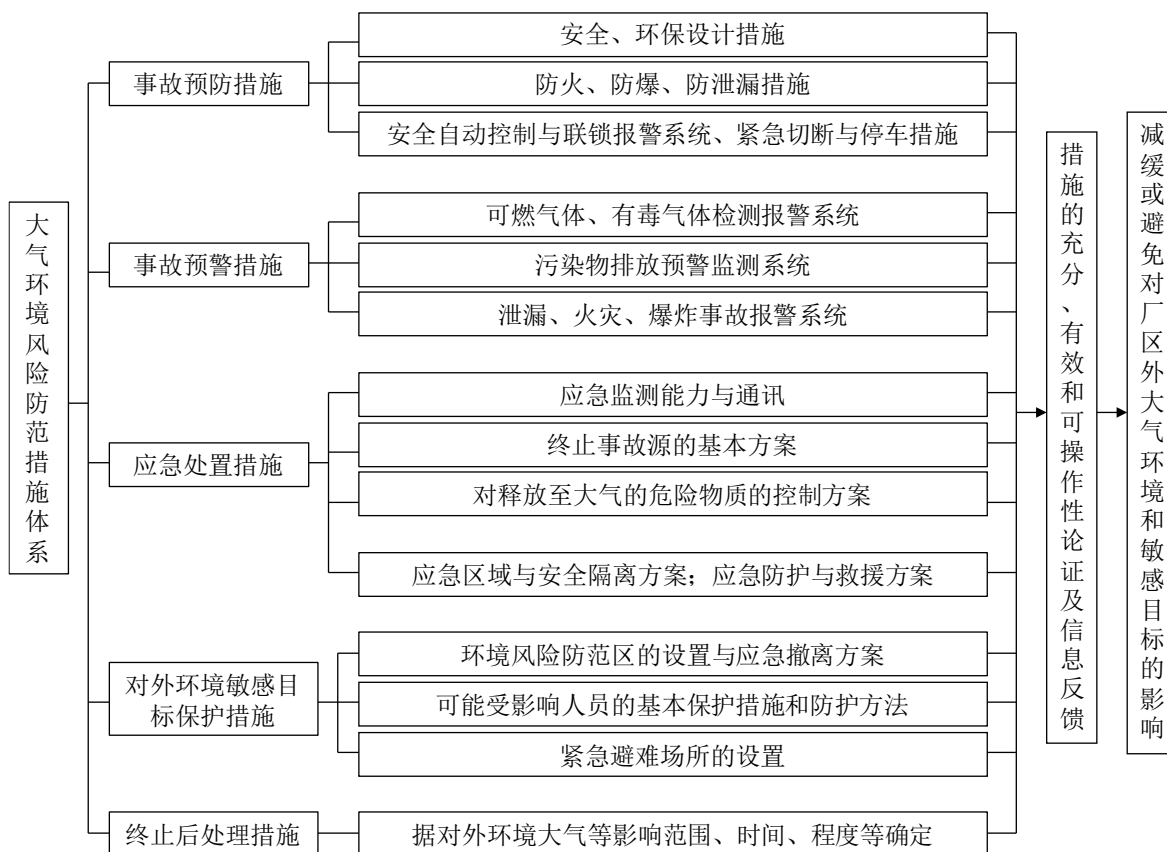 大气环境风险防范措施体系
事故预防措施
安全、环保设计措施
防火、防爆、防泄漏措施
安全自动控制与联锁报警系统、紧急切断与停车措施
事故预警措施
可燃气体、有毒气体检测报警系统
污染物排放预警监测系统
泄漏、火灾、爆炸事故报警系统
应急处置措施
应急监测能力与通讯
终止事故源的基本方案
对释放至大气的危险物质的控制方案
应急区域与安全隔离方案；应急防护与救援方案
对外环境敏感目
标保护措施
环境风险防范区的设置与应急撤离方案
可能受影响人员的基本保护措施和防护方法
紧急避难场所的设置
终止后处理措施
据对外环境大气等影响范围、时间、程度等确定
措施的充分、有效和可操作性论证及信息反馈
减缓或避免对厂区外大气环境和敏感目标的影响